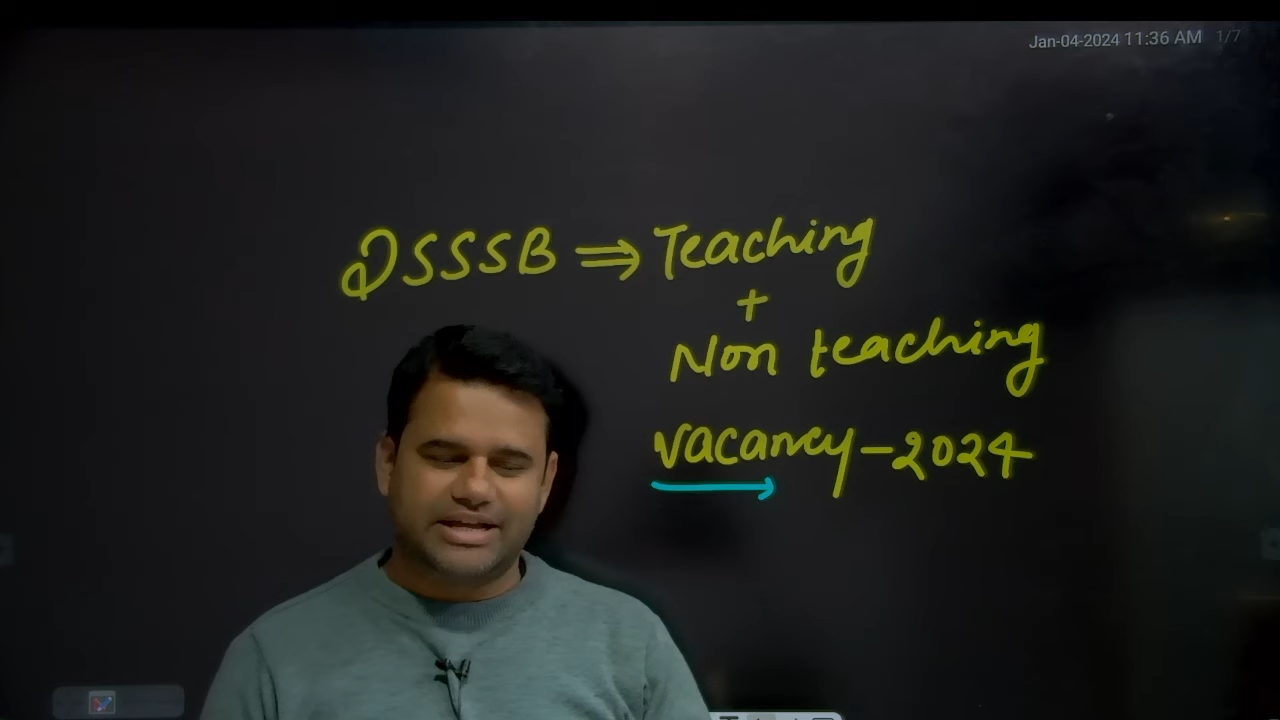 Jan-04-2024 11:36 AM 1/7
DSSSB ⇒ Teaching
+
Non teaching
vacancy-2024